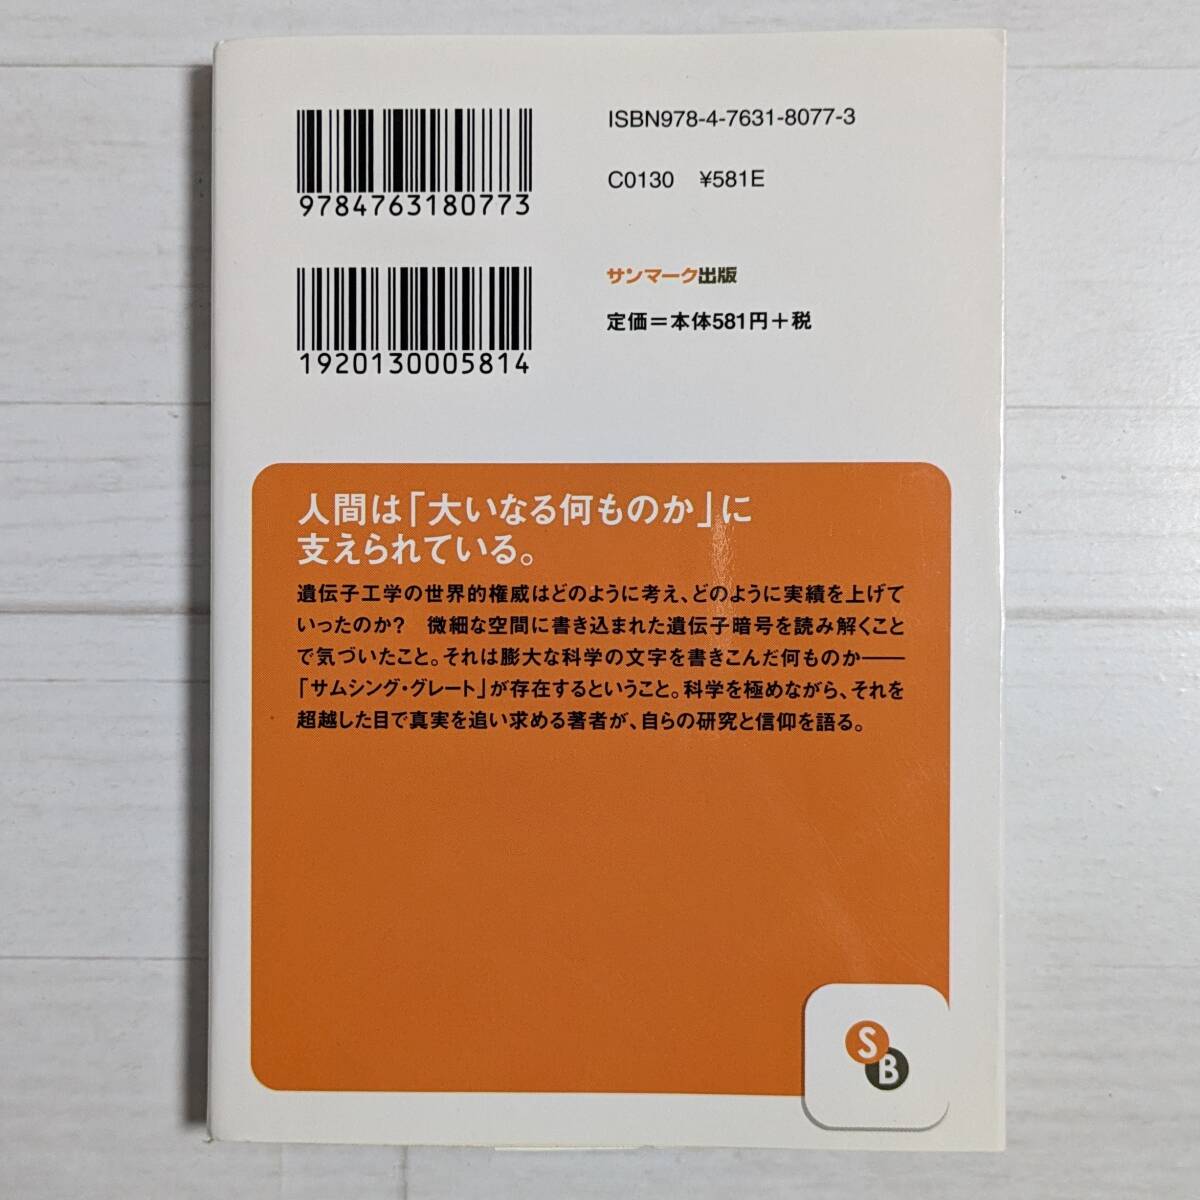 ISBN978-4-7631-8077-3
9784763180773
C0130 ¥581E
サンマーク出版
1920130005814
定価＝本体581円＋税
人間は「大いなる何ものか」に
支えられている。
遺伝子工学の世界的権威はどのように考え、どのように実績を上げて
いったのか？　微細な空間に書き込まれた遺伝子暗号を読み解くこと
で気づいたこと。それは膨大な科学の文字を書きこんだ何ものか――
「サムシング・グレート」が存在するということ。科学を極めながら、それを
超越した目で真実を追い求める著者が、自らの研究と信仰を語る。
S
B